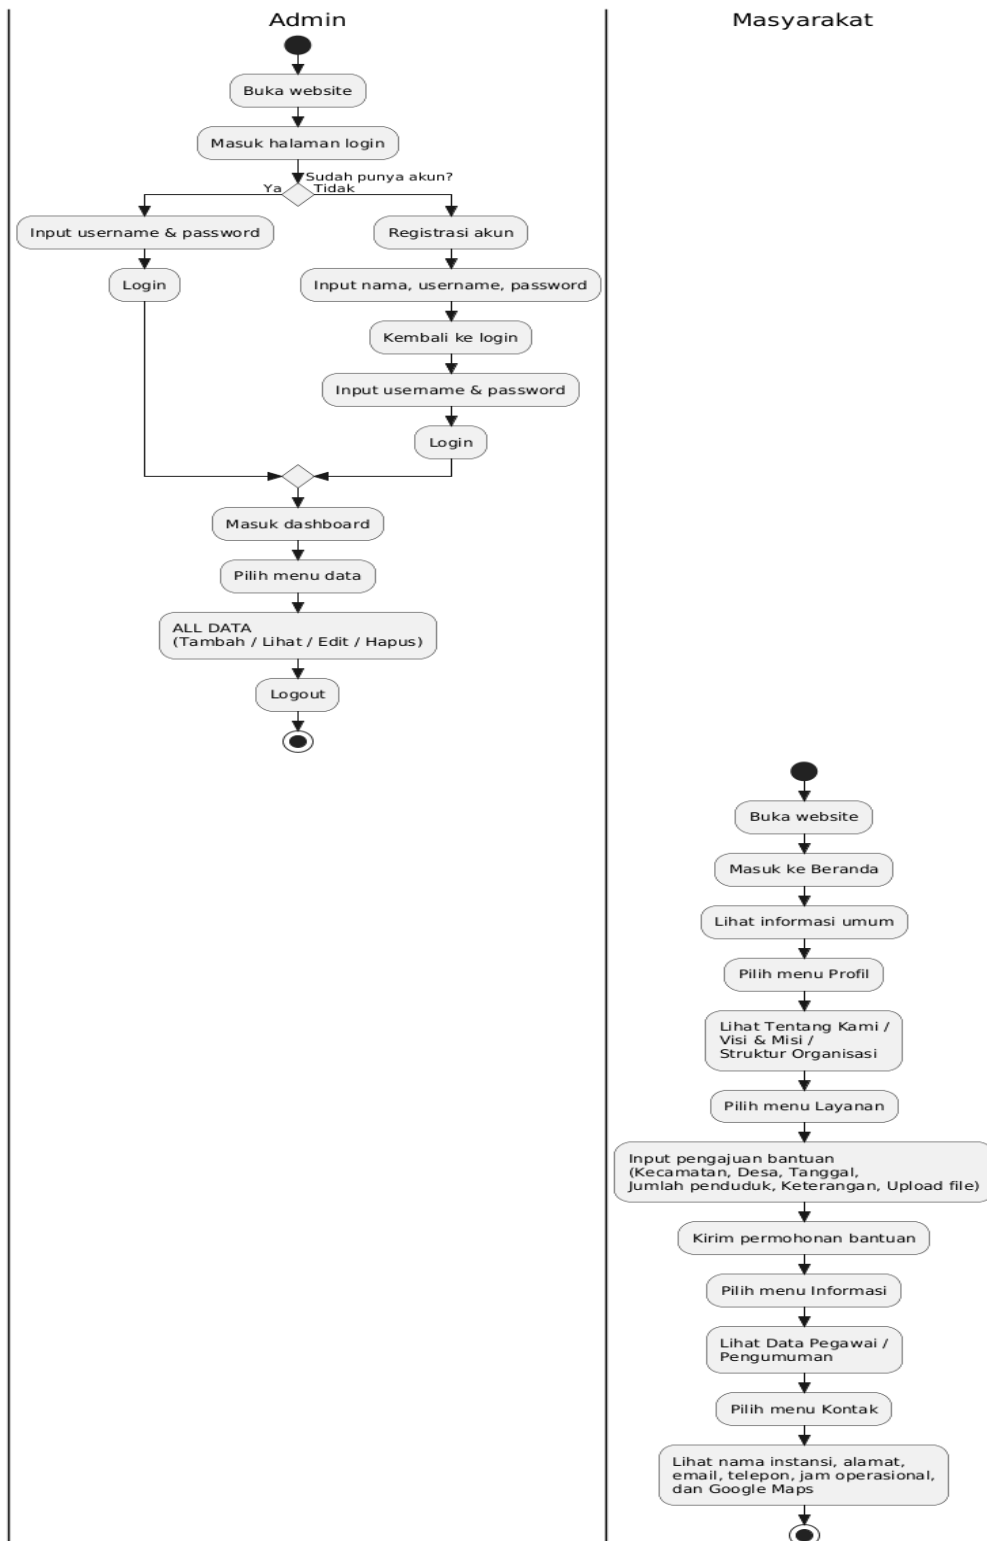 Admin
Masyarakat
Buka website
Masuk halaman login
Sudah punya akun?
Ya
Tidak
Input username & password
Login
Registrasi akun
Input nama, username, password
Kembali ke login
Input username & password
Login
Masuk dashboard
Pilih menu data
ALL DATA
(Tambah / Lihat / Edit / Hapus)
Logout
Buka website
Masuk ke Beranda
Lihat informasi umum
Pilih menu Profil
Lihat Tentang Kami /
Visi & Misi /
Struktur Organisasi
Pilih menu Layanan
Input pengajuan bantuan
(Kecamatan, Desa, Tanggal,
Jumlah penduduk, Keterangan, Upload file)
Kirim permohonan bantuan
Pilih menu Informasi
Lihat Data Pegawai /
Pengumuman
Pilih menu Kontak
Lihat nama instansi, alamat,
email, telepon, jam operasional,
dan Google Maps